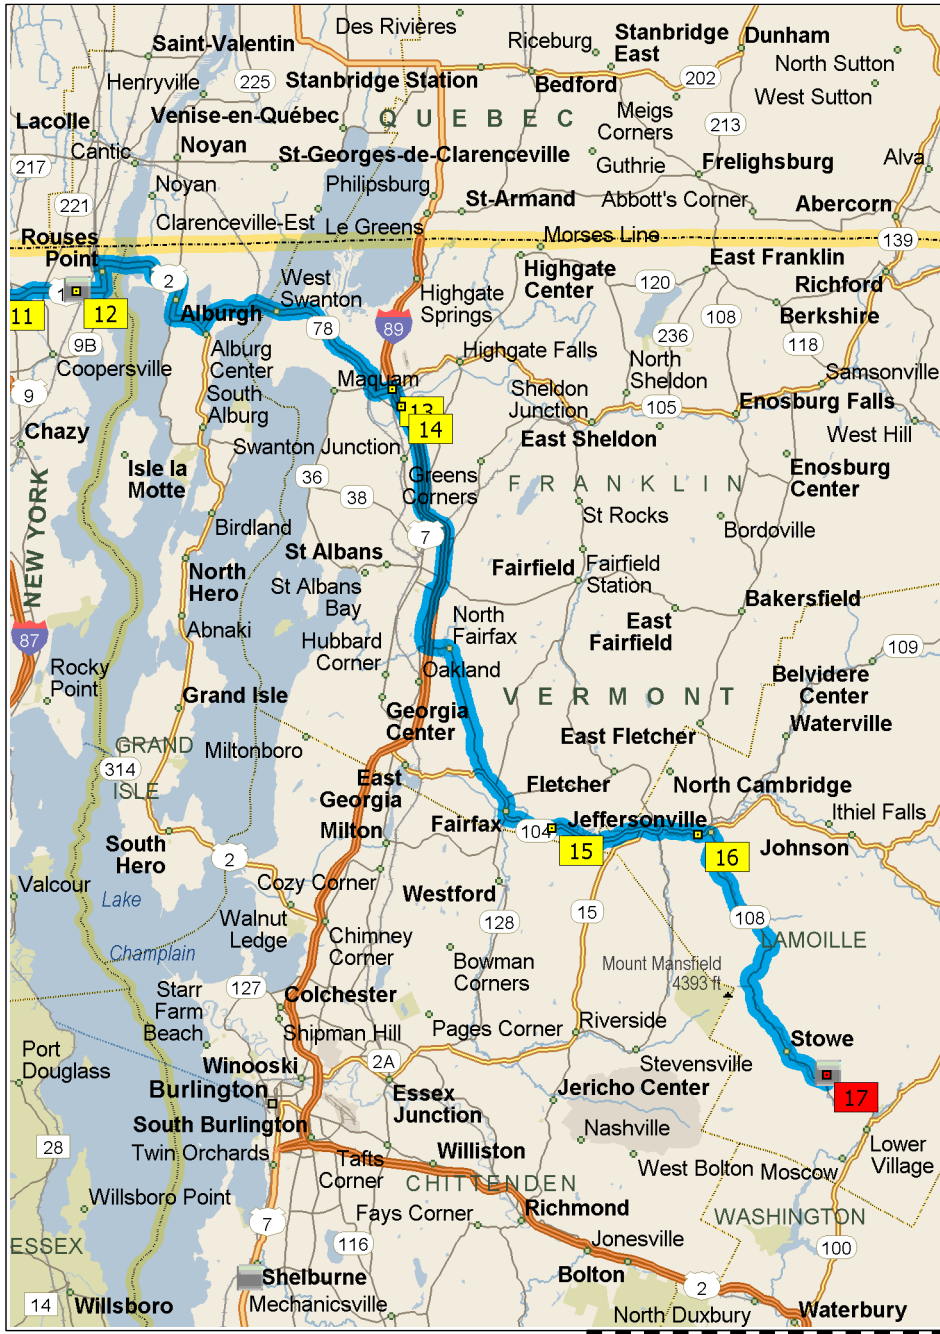 Des Rivières
Riceburg
Stanbridge
East
Dunham
Saint-Valentin
North Sutton
Henryville
225
Stanbridge Station
Bedford
202
West Sutton
Lacolle
Venise-en-Québec
QUEBEC
Meigs
Corners
213
Cantic
Noyan
St-Georges-de-Clarenceville
Guthrie
Frelighsburg
Alva
217
Noyan
Philipsburg
St-Armand
Abbott's Corner
Abercorn
221
Clarenceville-Est
Le Greens
Rouses
Point
Morses Line
139
2
West
Swanton
Highgate
Center
120
East Franklin
Richford
11
1
12
Alburgh
78
89
Highgate
Springs
108
Berkshire
9B
Coopersville
Alburg
Center
236
118
Highgate Falls
North
Sheldon
Samsonville
9
South
Alburg
Maquam
13
14
Sheldon
Junction
105
Enosburg Falls
Chazy
Swanton Junction
East Sheldon
West Hill
Isle la
Motte
36
38
Greens
Corners
FRANKLIN
Enosburg
Center
NEW YORK
Birdland
7
St Rocks
Bordoville
St Albans
North
Hero
St Albans
Bay
Fairfield
Fairfield
Station
87
Abnaki
Hubbard
Corner
North
Fairfax
East
Fairfield
Bakersfield
109
Rocky
Point
Oakland
Grand Isle
VERMONT
Belvidere
Center
Georgia
Center
Waterville
GRAND
ISLE
314
Miltonboro
East Fletcher
East
Georgia
Fletcher
North Cambridge
Ithiel Falls
South
Hero
Milton
Fairfax
104
Jeffersonville
15
16
Johnson
2
Valcour
Lake
Champlain
Cozy Corner
Westford
Walnut
Ledge
128
15
108
Chimney
Corner
LAMOILLE
Bowman
Corners
Mount Mansfield
4393 ft
Starr
Farm
Beach
127
Colchester
Shipman Hill
Pages Corner
Riverside
Stowe
Port
Douglass
Winooski
2A
Stevensville
Burlington
Essex
Junction
Jericho Center
17
South Burlington
28
Twin Orchards
Tafts
Corner
Williston
Nashville
Lower
Village
West Bolton
Moscow
Willsboro Point
CHITTENDEN
7
Fays Corner
Richmond
WASHINGTON
ESSEX
116
Jonesville
100
Shelburne
Bolton
2
14
Willsboro
Mechanicsville
North Duxbury
Waterbury